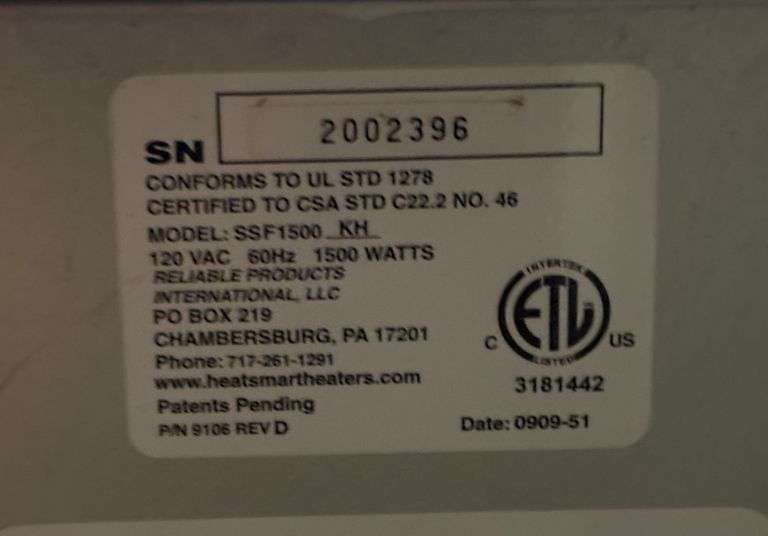 SN 2002396
CONFORMS TO UL STD 1278
CERTIFIED TO CSA STD C22.2 NO. 46
MODEL: SSF1500 KH
120 VAC 60Hz 1500 WATTS
RELIABLE PRODUCTS
INTERNATIONAL, LLC
PO BOX 219
CHAMBERSBURG, PA 17201
Phone: 717-261-1291
www.heatsmartheaters.com
Patents Pending
P/N 9106 REV D
INTERTEK
C ETL US
LISTED
3181442
Date: 0909-51